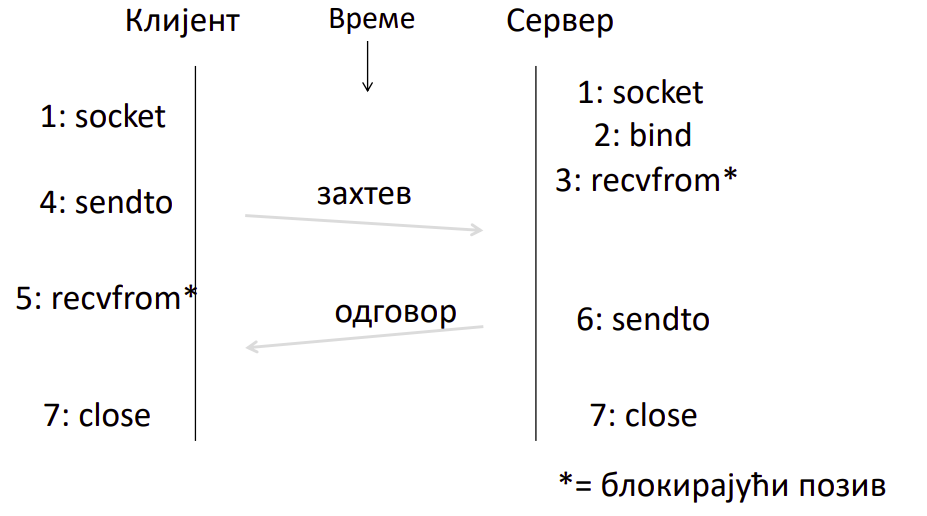 Клијент
Време
Сервер
1: socket
1: socket
2: bind
3: recvfrom*
4: sendto
захтев
5: recvfrom*
одговор
6: sendto
7: close
7: close
*= блокирајући позив